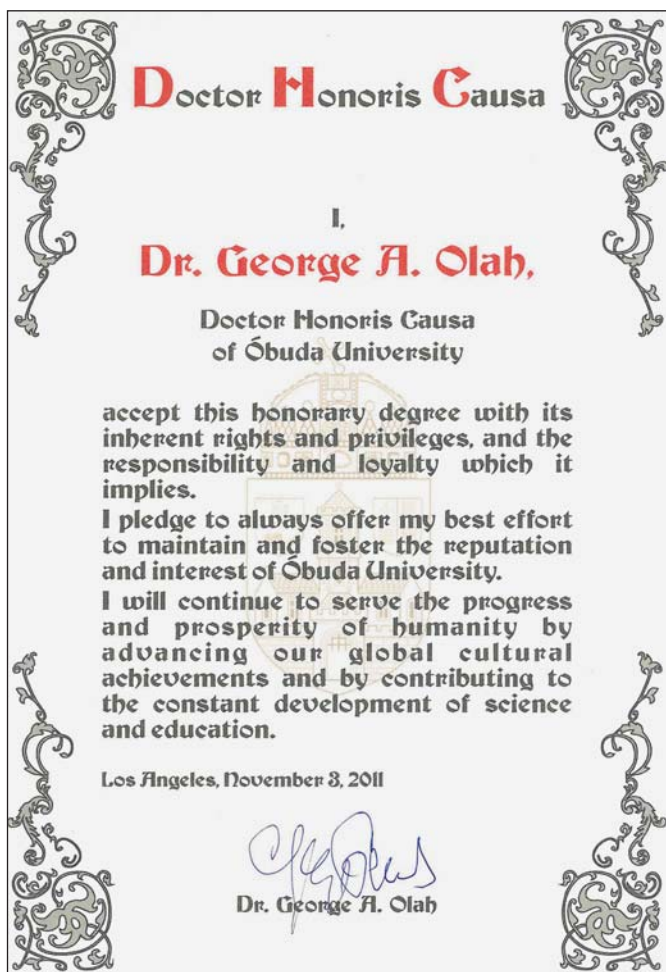 Doctor Honoris Causa
I,
Dr. George A. Olah,
Doctor Honoris Causa
of Óbuda University
accept this honorary degree with its
inherent rights and privileges, and the
responsibility and loyalty which it
implies.
I pledge to always offer my best effort
to maintain and foster the reputation
and interest of Óbuda University.
I will continue to serve the progress
and prosperity of humanity by
advancing our global cultural
achievements and by contributing to
the constant development of science
and education.
Los Angeles, November 3, 2011
Dr. George A. Olah